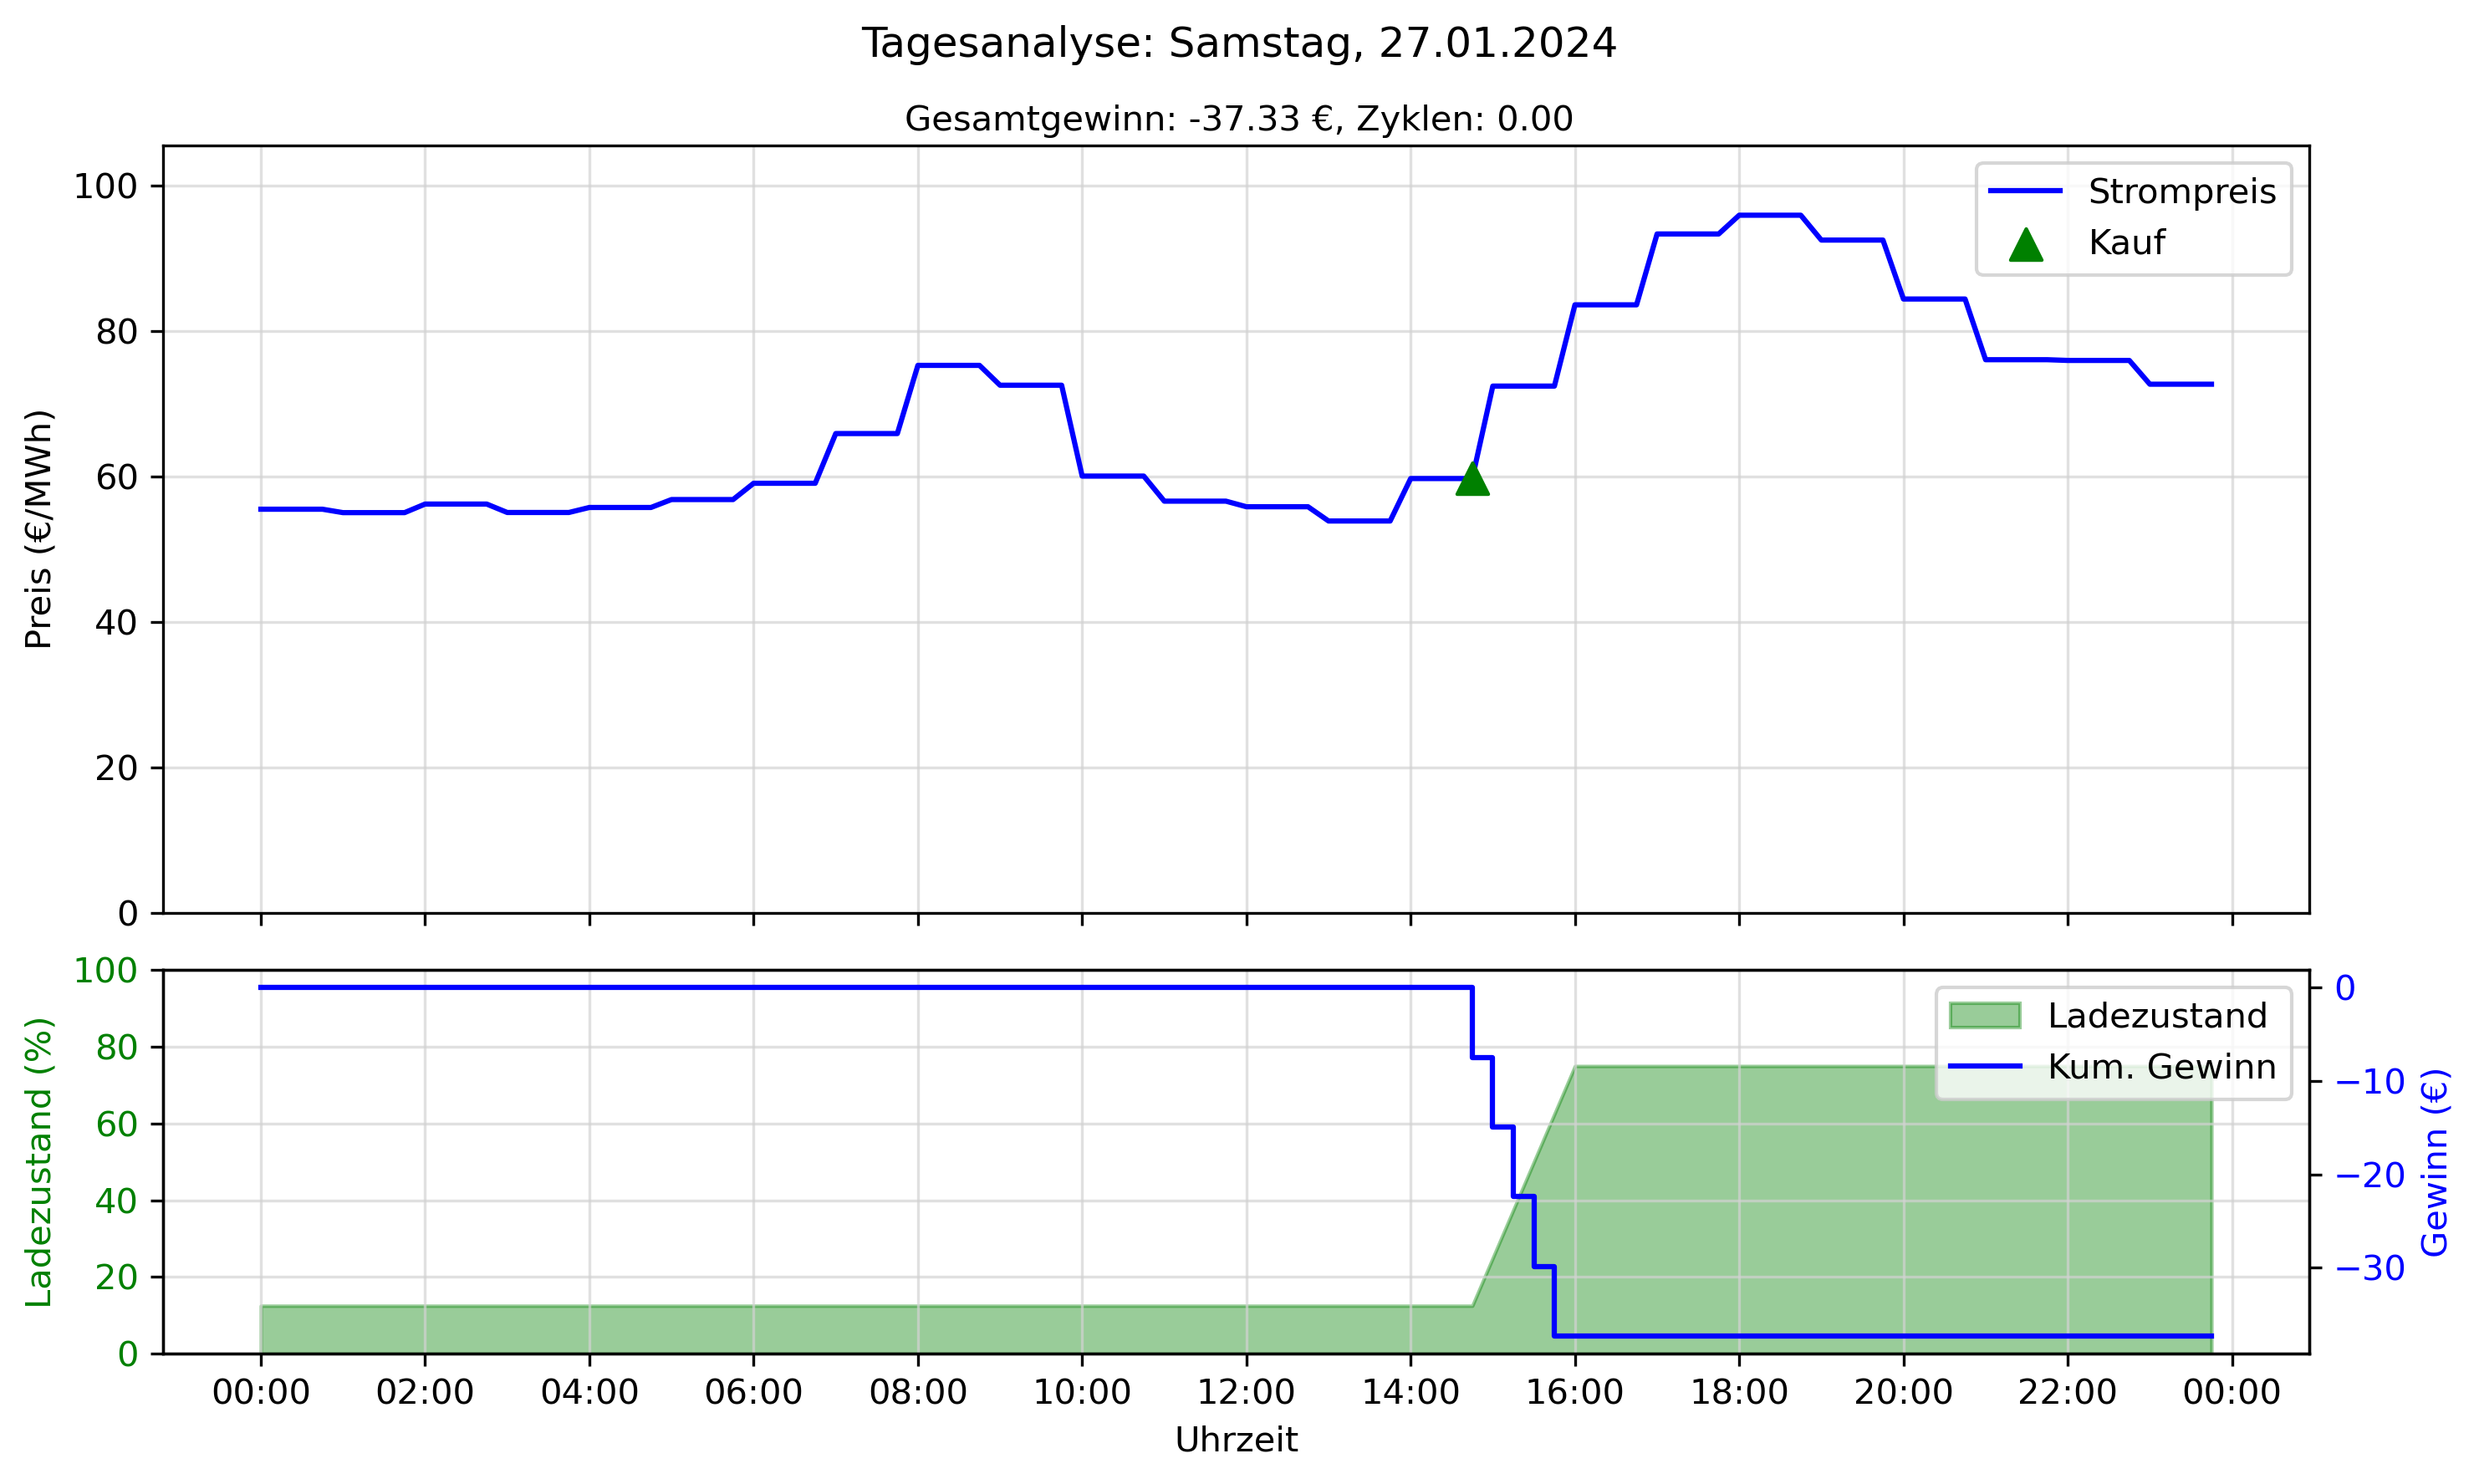 Tagesanalyse: Samstag, 27.01.2024
Gesamtgewinn: -37.33 €, Zyklen: 0.00
Preis (€/MWh)
100
80
60
40
20
0
Strompreis
Kauf
Ladezustand (%)
100
80
60
40
20
0
Ladezustand
Kum. Gewinn
0
−10
−20
−30
Gewinn (€)
00:00 02:00 04:00 06:00 08:00 10:00 12:00 14:00 16:00 18:00 20:00 22:00 00:00
Uhrzeit